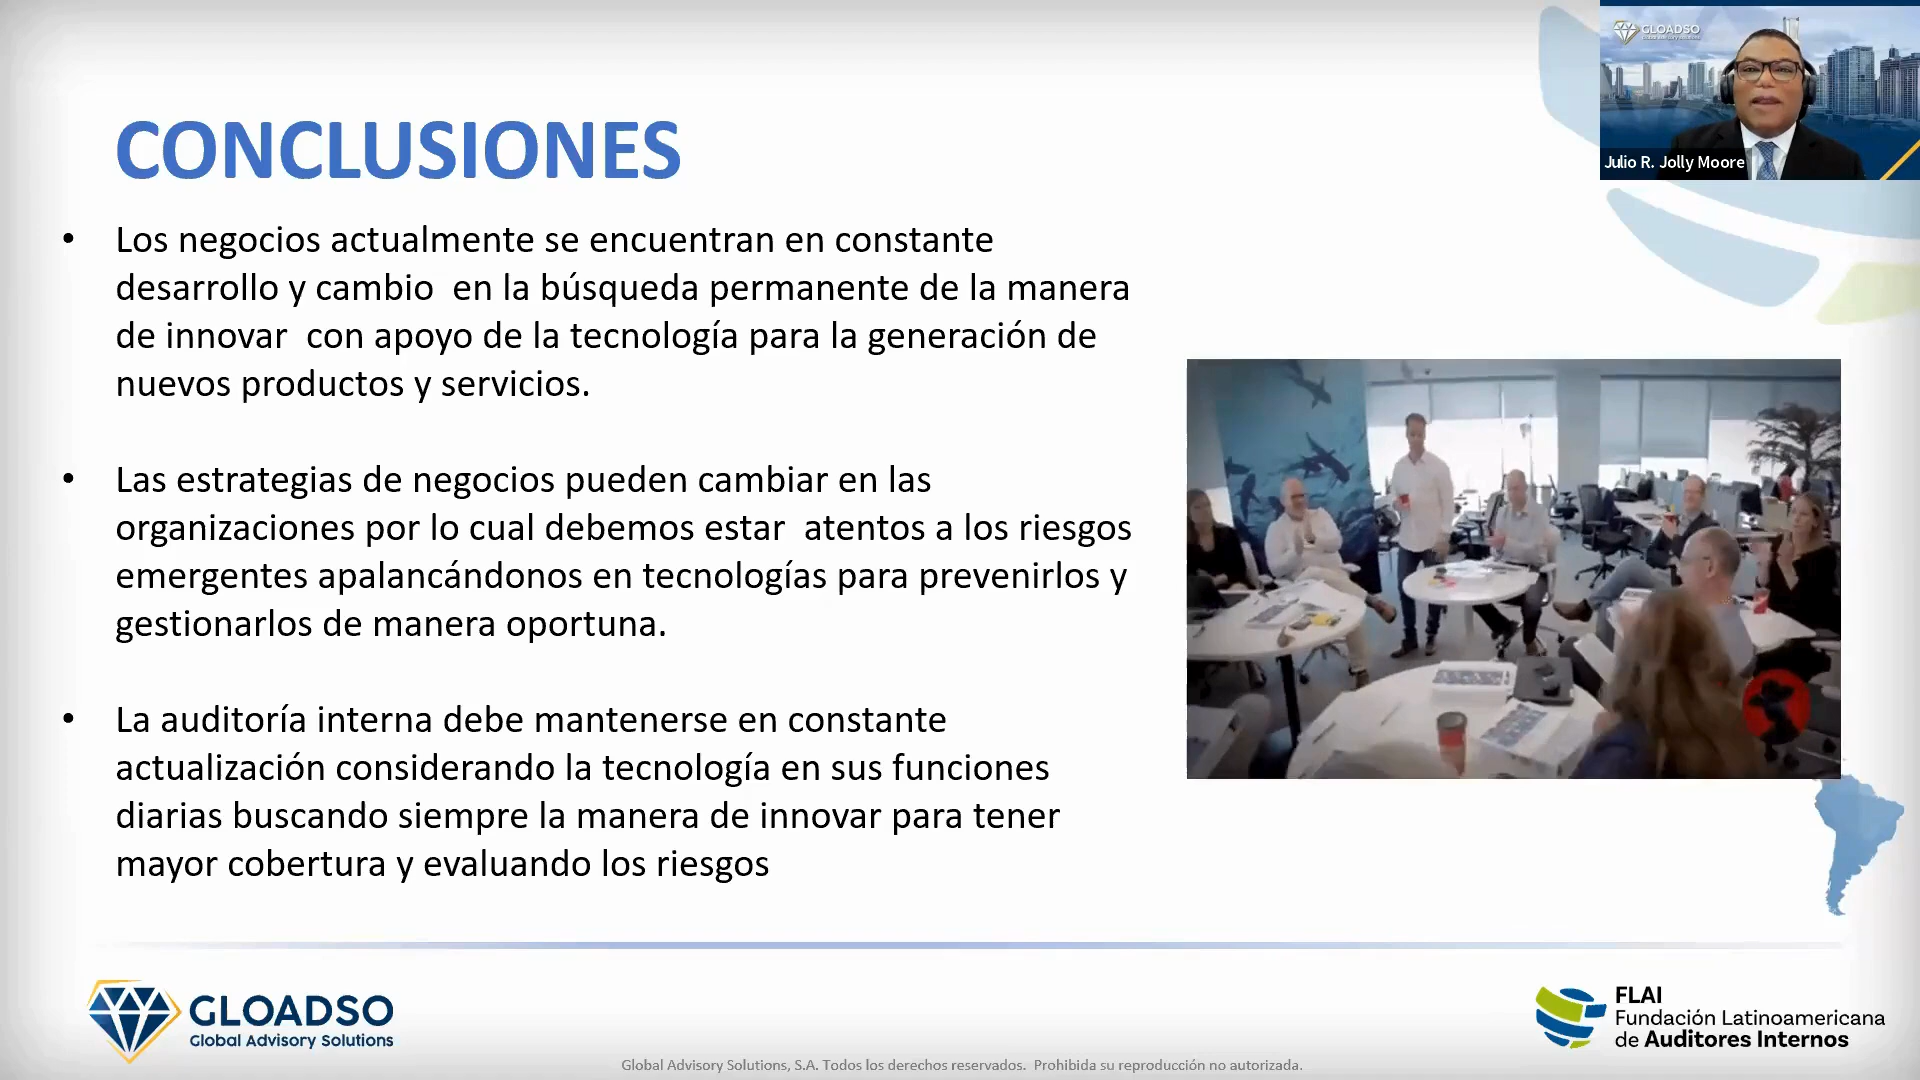 GLOADSO
Julio R. Jolly Moore
CONCLUSIONES
• Los negocios actualmente se encuentran en constante
desarrollo y cambio en la búsqueda permanente de la manera
de innovar con apoyo de la tecnología para la generación de
nuevos productos y servicios.
• Las estrategias de negocios pueden cambiar en las
organizaciones por lo cual debemos estar atentos a los riesgos
emergentes apalancándonos en tecnologías para prevenirlos y
gestionarlos de manera oportuna.
• La auditoría interna debe mantenerse en constante
actualización considerando la tecnología en sus funciones
diarias buscando siempre la manera de innovar para tener
mayor cobertura y evaluando los riesgos
GLOADSO
Global Advisory Solutions
FLAI
Fundación Latinoamericana
de Auditores Internos
Global Advisory Solutions, S.A. Todos los derechos reservados. Prohibida su reproducción no autorizada.